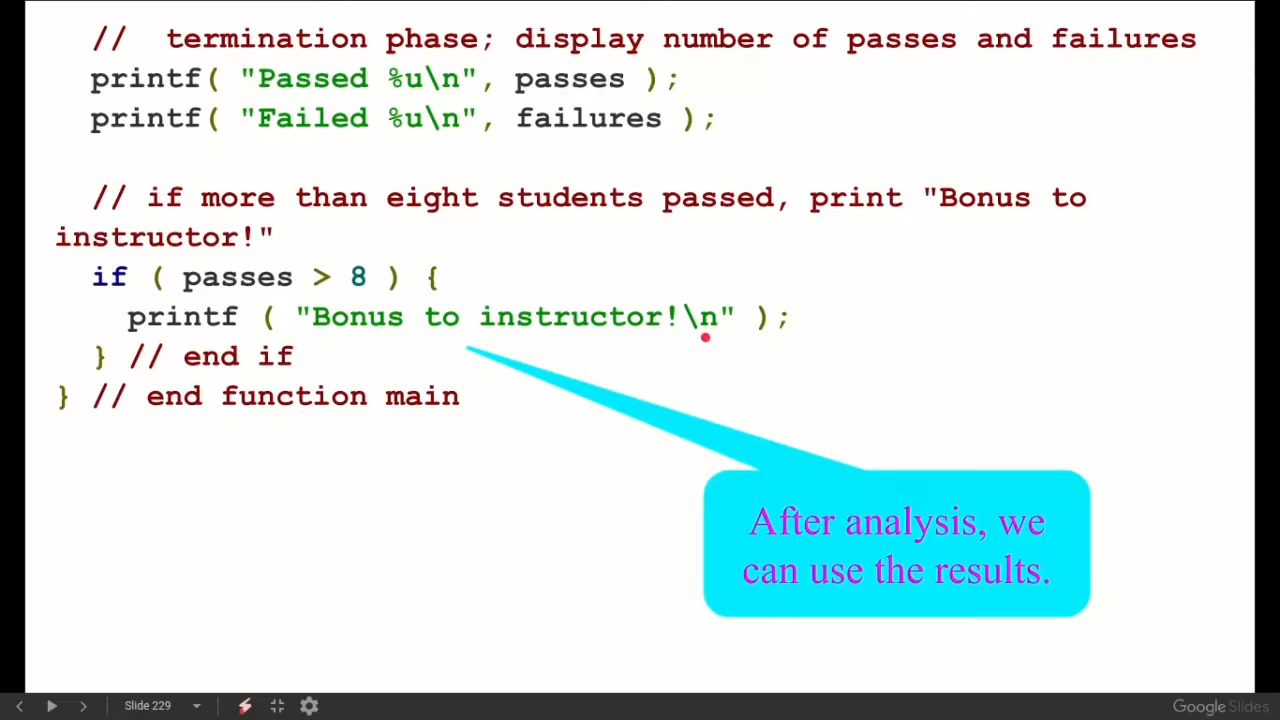 //  termination phase; display number of passes and failures
printf( "Passed %u\n", passes );
printf( "Failed %u\n", failures );
// if more than eight students passed, print "Bonus to
instructor!"
if ( passes > 8 ) {
printf ( "Bonus to instructor!\n" );
} // end if
} // end function main
After analysis, we
can use the results.
Slide 229
Google Slides